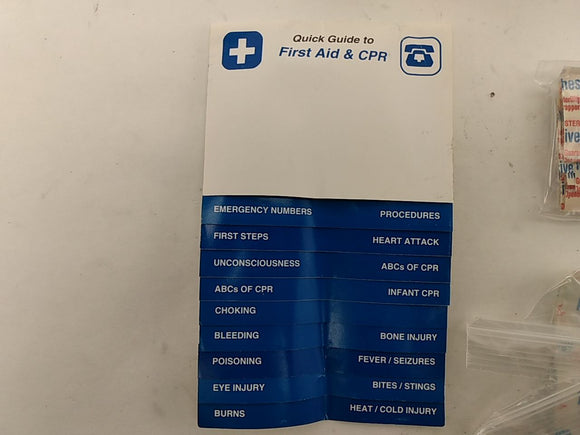 Quick Guide to
First Aid & CPR
EMERGENCY NUMBERS PROCEDURES
FIRST STEPS HEART ATTACK
UNCONSCIOUSNESS ABCs OF CPR
ABCs OF CPR INFANT CPR
CHOKING
BLEEDING BONE INJURY
POISONING FEVER / SEIZURES
EYE INJURY BITES / STINGS
BURNS HEAT / COLD INJURY